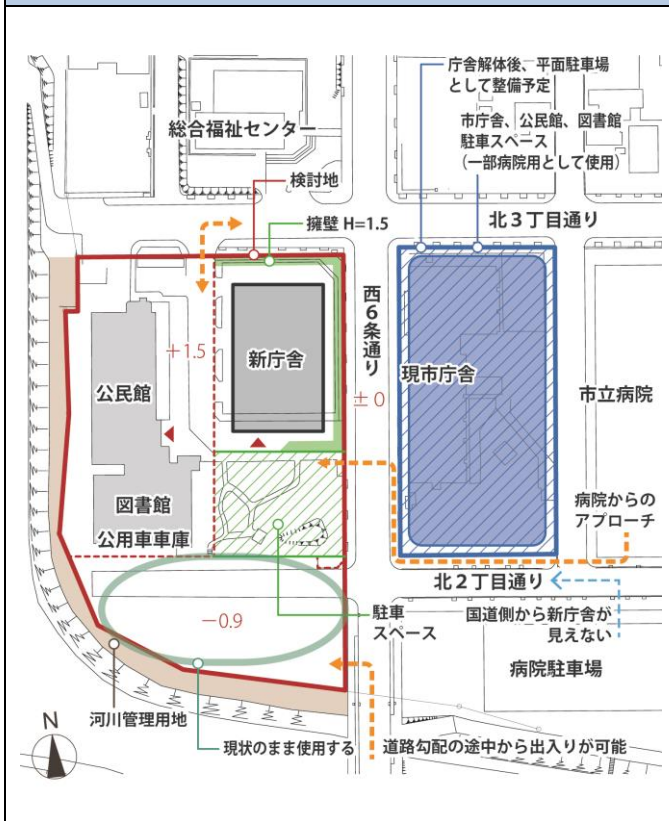 庁舎解体後、平面駐車場
として整備予定
市庁舎、公民館、図書館
駐車スペース
(一部病院用として使用)
総合福祉センター
検討地
擁壁 H=1.5
北3丁目通り
西6条通り
新庁舎
+1.5
公民館
±0
現市庁舎
市立病院
図書館
公用車車庫
病院からの
アプローチ
北2丁目通り
駐車
スペース
国道側から新庁舎が
見えない
−0.9
病院駐車場
N
河川管理用地
現状のまま使用する
道路勾配の途中から出入りが可能